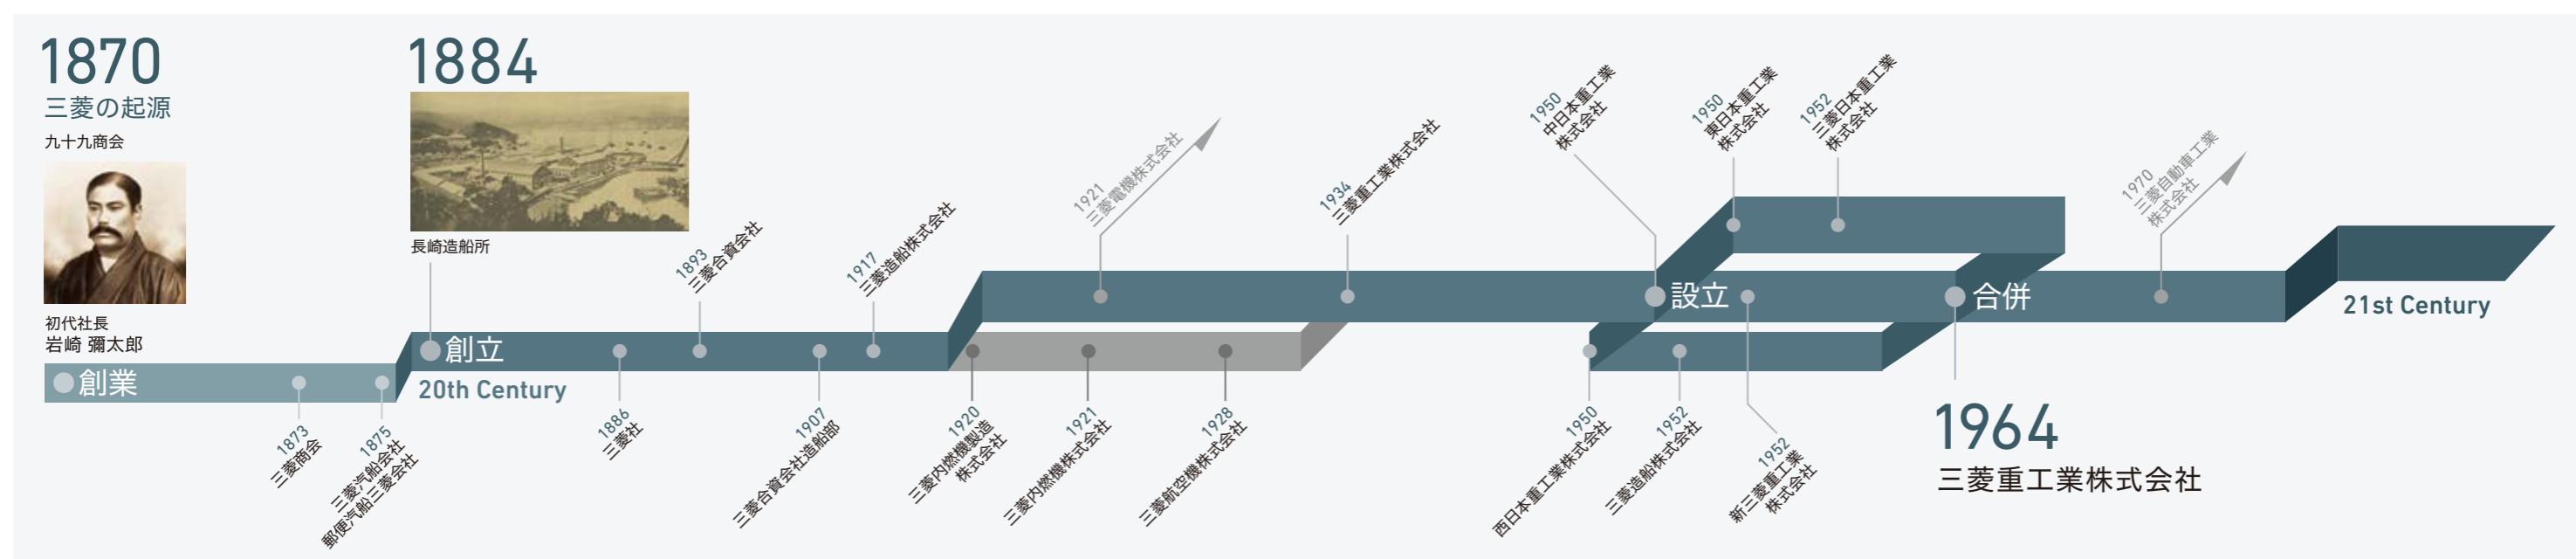 1870
三菱の起源
九十九商会
初代社長
岩崎 彌太郎
創業
1873
三菱商会
1875
三菱汽船会社
郵便汽船三菱会社
1884
長崎造船所
創立
20th Century
1886
三菱社
1893
三菱合資会社
1907
三菱合資会社造船部
1917
三菱造船株式会社
1920
三菱内燃機製造
株式会社
1921
三菱内燃機株式会社
1921
三菱電機株式会社
1928
三菱航空機株式会社
1934
三菱重工業株式会社
1950
中日本重工業
株式会社
設立
1950
東日本重工業
株式会社
1952
三菱日本重工業
株式会社
1950
西日本重工業株式会社
1952
三菱造船株式会社
1952
新三菱重工業
株式会社
合併
1964
三菱重工業株式会社
1970
三菱自動車工業
株式会社
21st Century